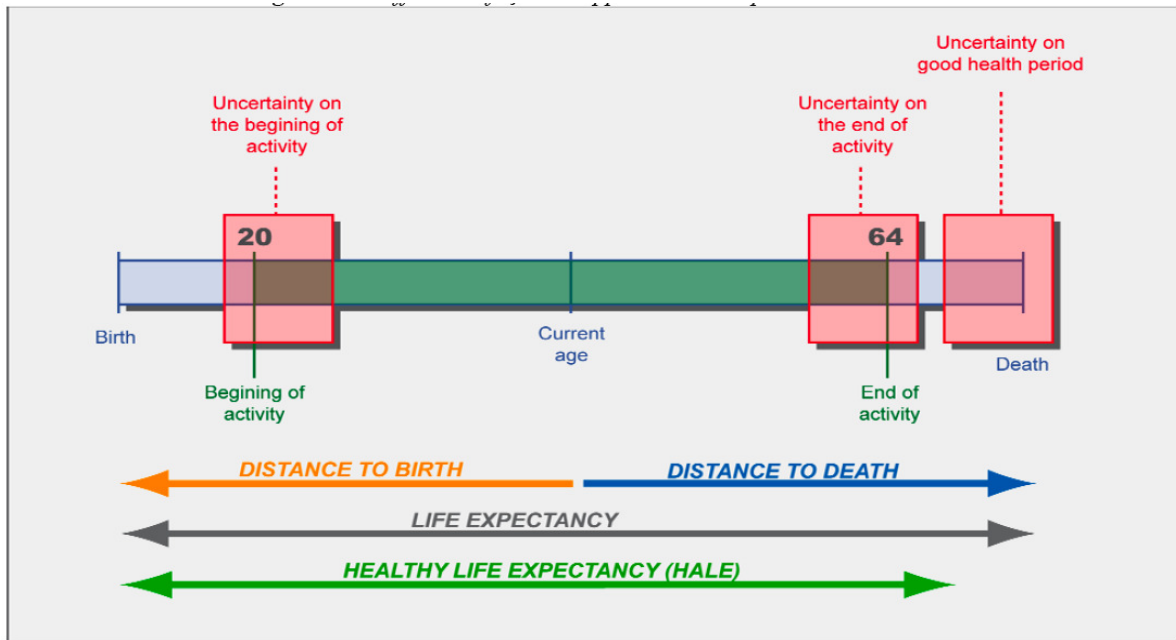 Uncertainty on
good health period
Uncertainty on
the begining of
activity
Uncertainty on
the end of
activity
20
64
Birth
Current
age
Death
Begining of
activity
End of
activity
DISTANCE TO BIRTH
DISTANCE TO DEATH
LIFE EXPECTANCY
HEALTHY LIFE EXPECTANCY (HALE)